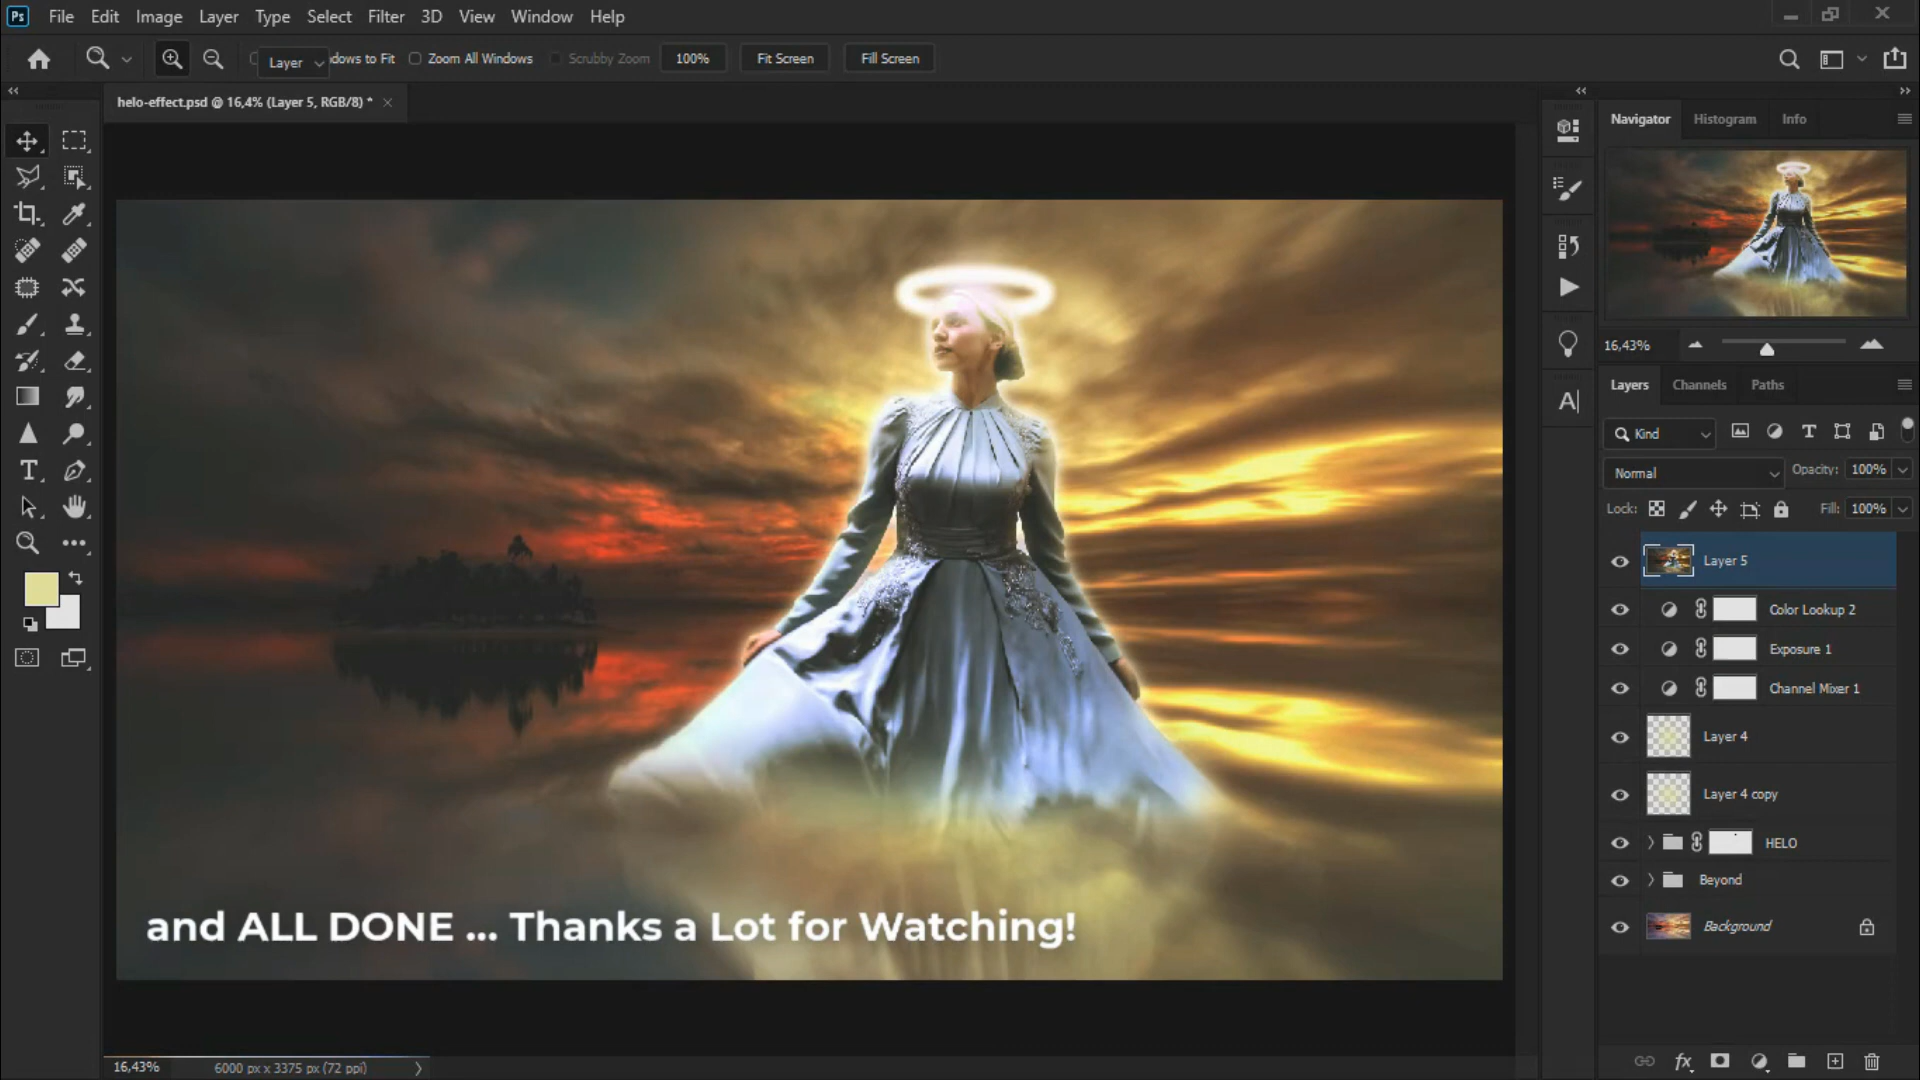 Ps File Edit Image Layer Type Select Filter 3D View Window Help
Layer dows to Fit Zoom All Windows Scrubby Zoom 100% Fit Screen Fill Screen
helo-effect.psd @ 16,4% (Layer 5, RGB/8) *
Navigator Histogram Info
16,43%
Layers Channels Paths
Kind
Normal Opacity: 100%
Lock: Fill: 100%
Layer 5
Color Lookup 2
Exposure 1
Channel Mixer 1
Layer 4
Layer 4 copy
HELO
Beyond
Background
and ALL DONE ... Thanks a Lot for Watching!
16,43% 6000 px x 3375 px (72 ppi)